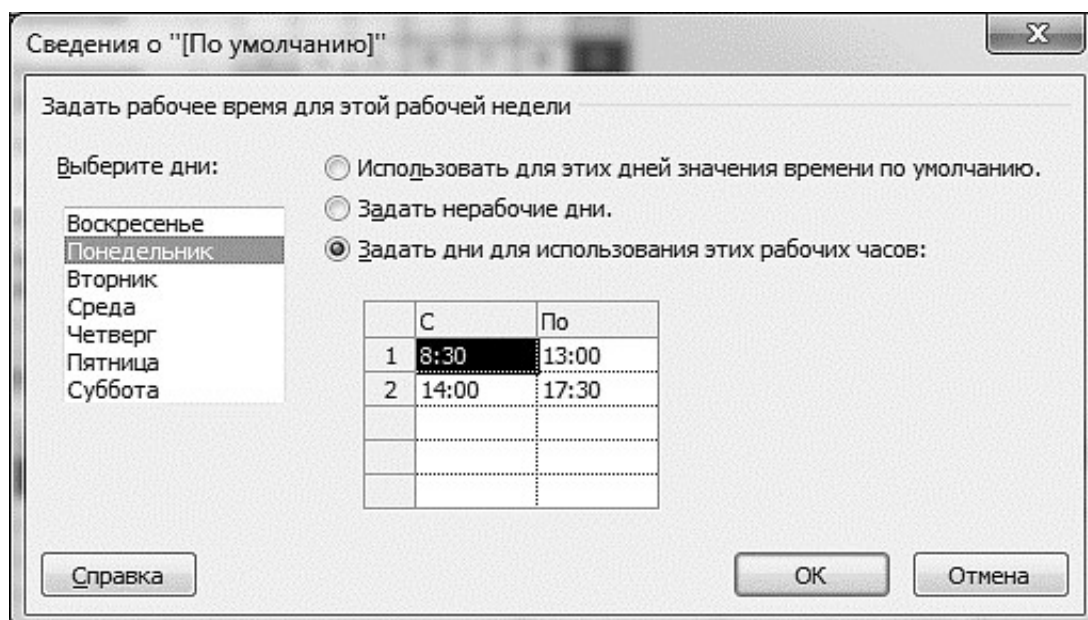 Сведения о "[По умолчанию]"
Задать рабочее время для этой рабочей недели
Выберите дни:
Использовать для этих дней значения времени по умолчанию.
Задать нерабочие дни.
Задать дни для использования этих рабочих часов:
Воскресенье
Понедельник
Вторник
Среда
Четверг
Пятница
Суббота
С По
1 8:30 13:00
2 14:00 17:30
Справка
ОК
Отмена